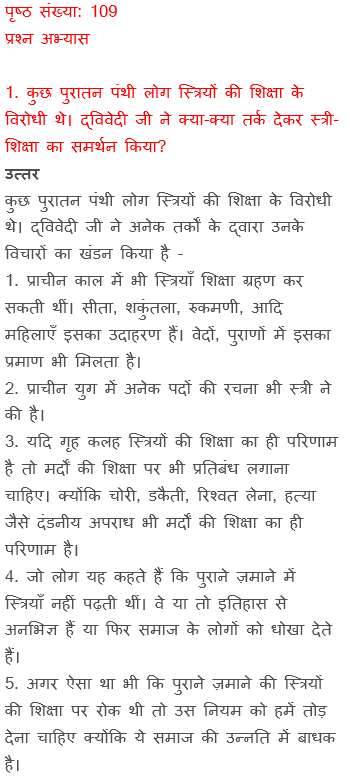 पृष्ठ संख्या: 109
प्रश्न अभ्यास
1. कुछ पुरातन पंथी लोग स्त्रियों की शिक्षा के
विरोधी थे। द्विवेदी जी ने क्या-क्या तर्क देकर स्त्री-
शिक्षा का समर्थन किया?
उत्तर
कुछ पुरातन पंथी लोग स्त्रियों की शिक्षा के विरोधी
थे। द्विवेदी जी ने अनेक तर्कों के द्वारा उनके
विचारों का खंडन किया है -
1. प्राचीन काल में भी स्त्रियाँ शिक्षा ग्रहण कर
सकती थीं। सीता, शकुंतला, रुकमणी, आदि
महिलाएँ इसका उदाहरण हैं। वेदों, पुराणों में इसका
प्रमाण भी मिलता है।
2. प्राचीन युग में अनेक पदों की रचना भी स्त्री ने
की है।
3. यदि गृह कलह स्त्रियों की शिक्षा का ही परिणाम
है तो मर्दों की शिक्षा पर भी प्रतिबंध लगाना
चाहिए। क्योंकि चोरी, डकैती, रिश्वत लेना, हत्या
जैसे दंडनीय अपराध भी मर्दों की शिक्षा का ही
परिणाम है।
4. जो लोग यह कहते हैं कि पुराने ज़माने में
स्त्रियाँ नहीं पढ़ती थीं। वे या तो इतिहास से
अनभिज्ञ हैं या फिर समाज के लोगों को धोखा देते
हैं।
5. अगर ऐसा था भी कि पुराने ज़माने की स्त्रियों
की शिक्षा पर रोक थी तो उस नियम को हमें तोड़
देना चाहिए क्योंकि ये समाज की उन्नति में बाधक
है।